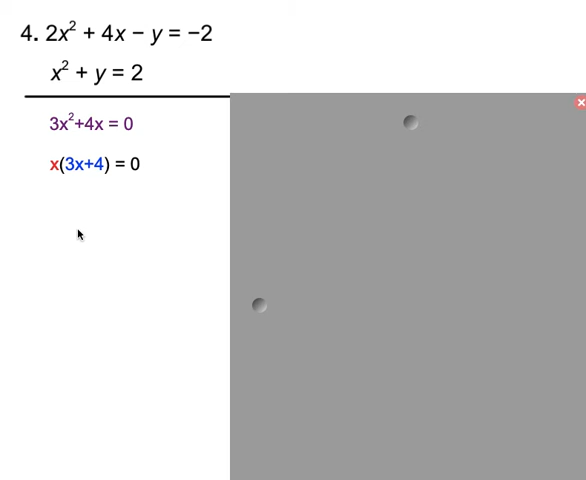 4. 2x² + 4x − y = −2
x² + y = 2
3x²+4x = 0
x(3x+4) = 0